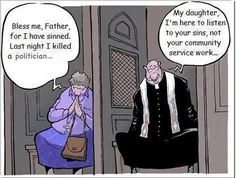 Bless me, Father,
for I have sinned.
Last night I killed
a politician...
My daughter,
I'm here to listen
to your sins, not
your community
service work...